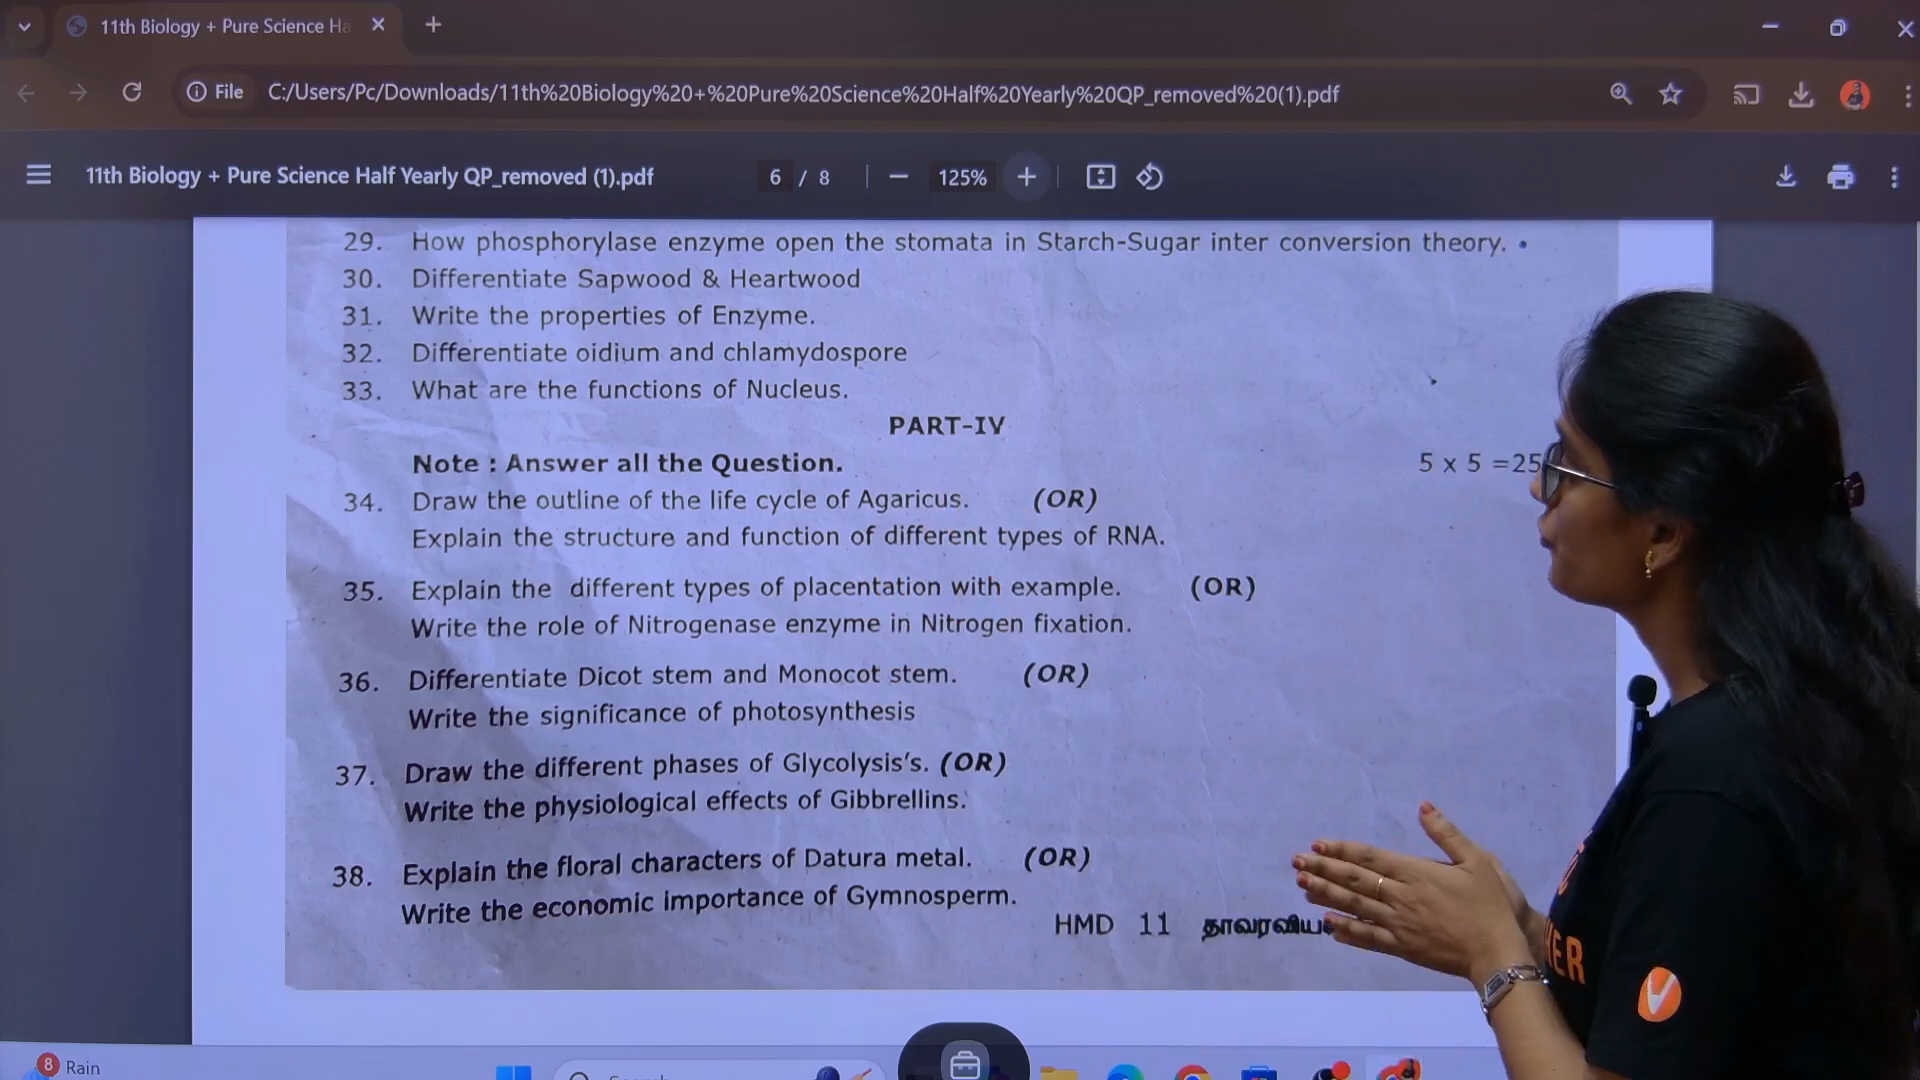 11th Biology + Pure Science Ha
File C:/Users/Pc/Downloads/11th%20Biology%20+%20Pure%20Science%20Half%20Yearly%20QP_removed%20(1).pdf
11th Biology + Pure Science Half Yearly QP_removed (1).pdf 6 / 8 125%
29. How phosphorylase enzyme open the stomata in Starch-Sugar inter conversion theory.
30. Differentiate Sapwood & Heartwood
31. Write the properties of Enzyme.
32. Differentiate oidium and chlamydospore
33. What are the functions of Nucleus.
PART-IV
Note : Answer all the Question. 5 x 5 =25
34. Draw the outline of the life cycle of Agaricus. (OR)
Explain the structure and function of different types of RNA.
35. Explain the different types of placentation with example. (OR)
Write the role of Nitrogenase enzyme in Nitrogen fixation.
36. Differentiate Dicot stem and Monocot stem. (OR)
Write the significance of photosynthesis
37. Draw the different phases of Glycolysis's. (OR)
Write the physiological effects of Gibbrellins.
38. Explain the floral characters of Datura metal. (OR)
Write the economic importance of Gymnosperm.
HMD 11
8 Rain